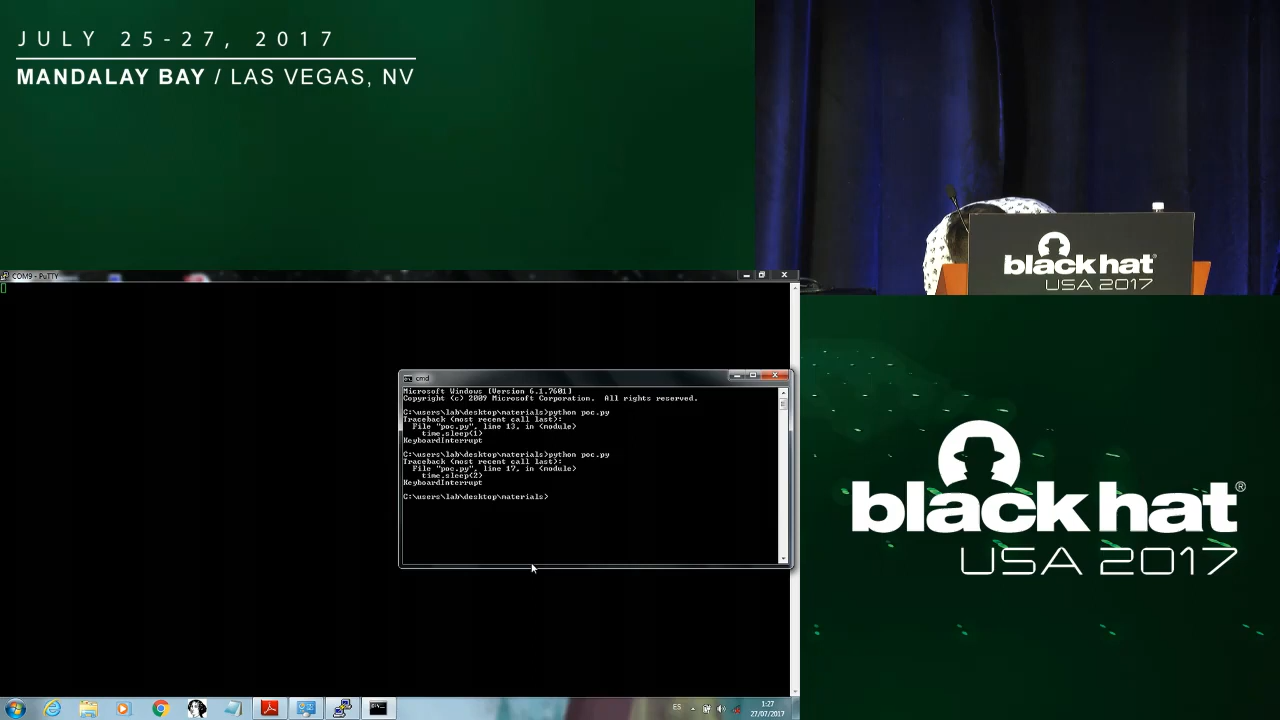 JULY 25-27, 2017
MANDALAY BAY / LAS VEGAS, NV
black hat
USA 2017
COM9 - PuTTY
cmd
Microsoft Windows [Version 6.1.7601]
Copyright (c) 2009 Microsoft Corporation.  All rights reserved.
C:\users\lab\desktop\materials>python poc.py
Traceback (most recent call last):
File "poc.py", line 13, in <module>
time.sleep(1)
KeyboardInterrupt
C:\users\lab\desktop\materials>python poc.py
Traceback (most recent call last):
File "poc.py", line 17, in <module>
time.sleep(2)
KeyboardInterrupt
C:\users\lab\desktop\materials>
black hat®
USA 2017
ES
1:27
27/07/2017